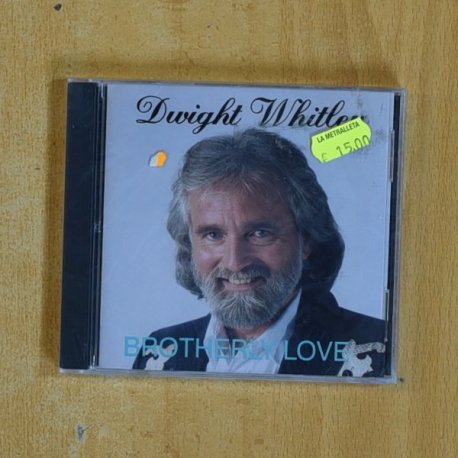 Dwight Whitley
LA METRALLETA
€ 15,00
BROTHERLY LOVE